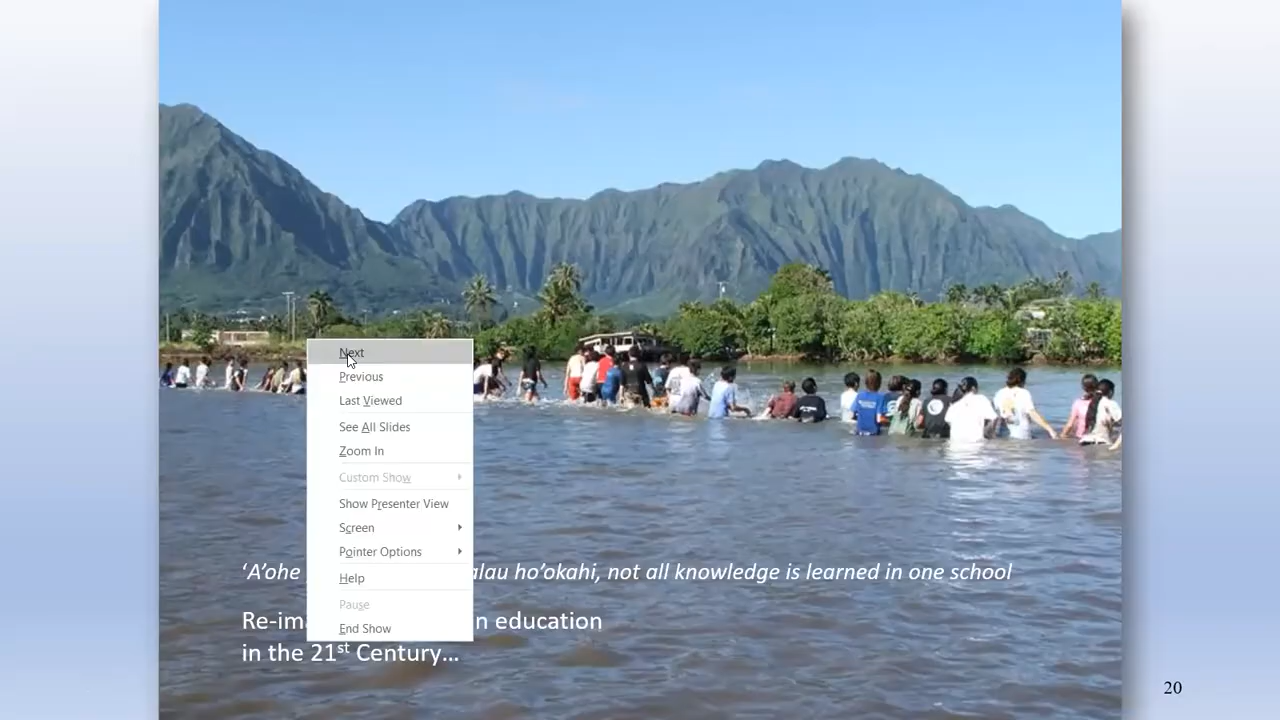 Next
Previous
Last Viewed
See All Slides
Zoom In
Custom Show
Show Presenter View
Screen
Pointer Options
Help
Pause
End Show
‘A’ohe alau ho’okahi, not all knowledge is learned in one school
Re-ima n education
in the 21st Century…
20